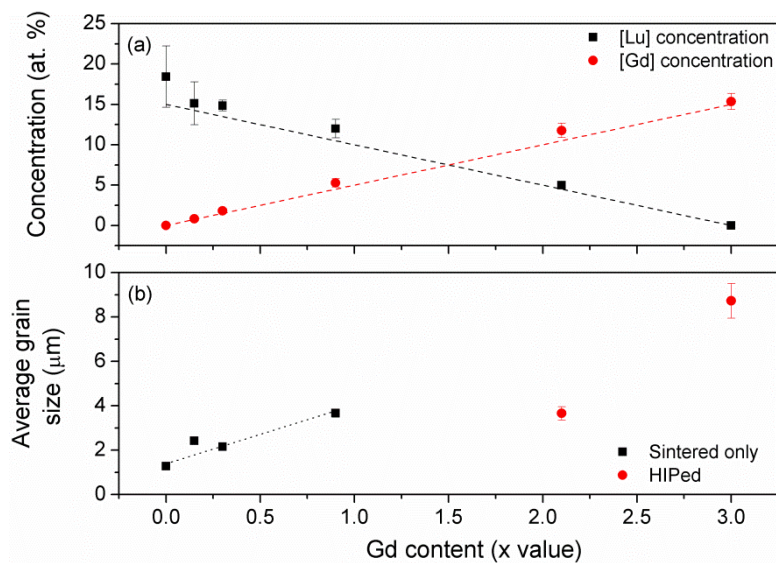 (a)
[Lu] concentration
[Gd] concentration
Concentration (at. %)
25
20
15
10
5
0
(b)
Average grain
size (μm)
10
8
6
4
2
0
Sintered only
HIPed
0.0 0.5 1.0 1.5 2.0 2.5 3.0
Gd content (x value)